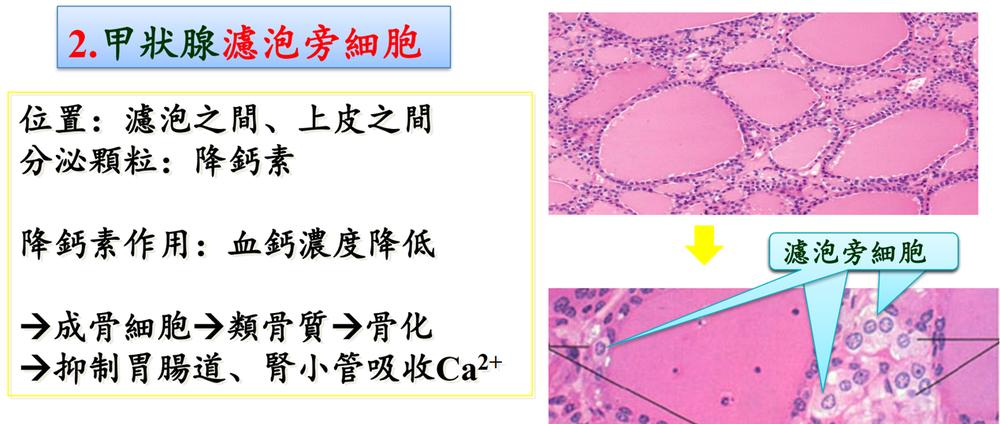 2.甲狀腺濾泡旁細胞
位置：濾泡之間、上皮之間
分泌顆粒：降鈣素
降鈣素作用：血鈣濃度降低
→成骨細胞→類骨質→骨化
→抑制胃腸道、腎小管吸收Ca²⁺
濾泡旁細胞